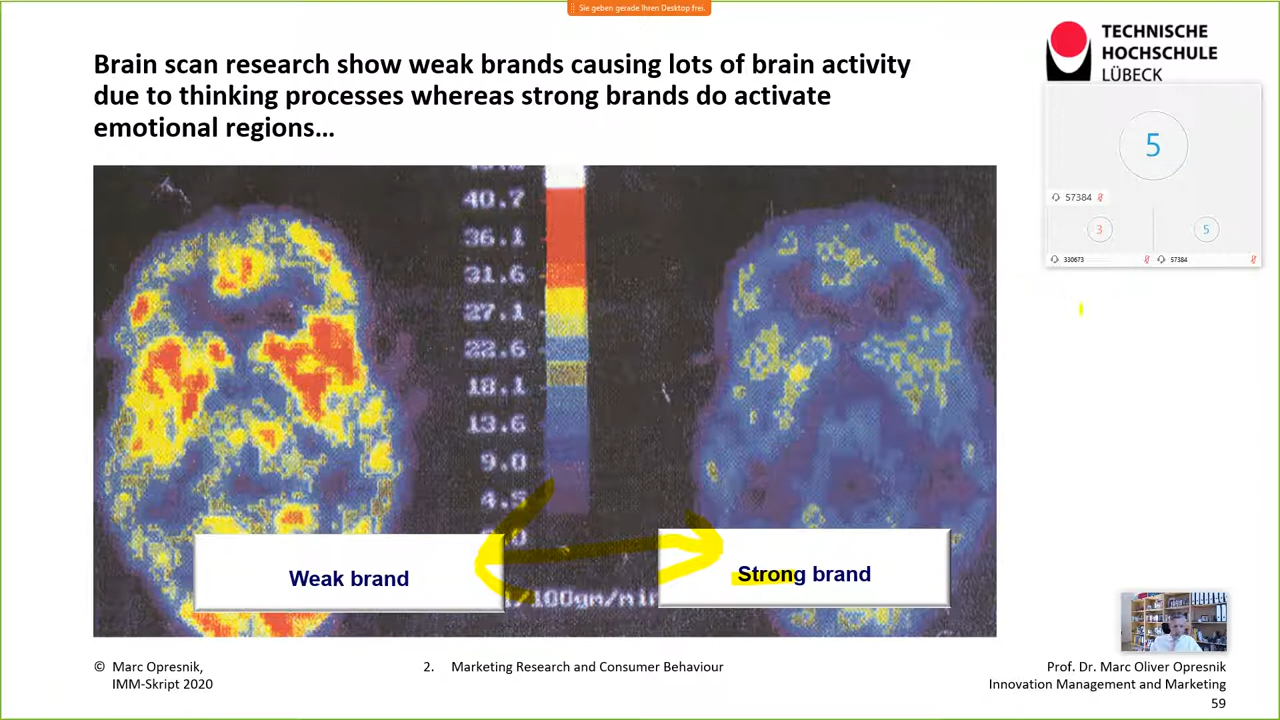 Sie geben gerade Ihren Desktop frei.
Brain scan research show weak brands causing lots of brain activity
due to thinking processes whereas strong brands do activate
emotional regions…
TECHNISCHE
HOCHSCHULE
LÜBECK
5
57384
3
5
330673
57384
40.7
36.1
31.6
27.1
22.6
18.1
13.6
9.0
4.5
Weak brand
Strong brand
/100gm/min
© Marc Opresnik,
IMM-Skript 2020
2. Marketing Research and Consumer Behaviour
Prof. Dr. Marc Oliver Opresnik
Innovation Management and Marketing
59